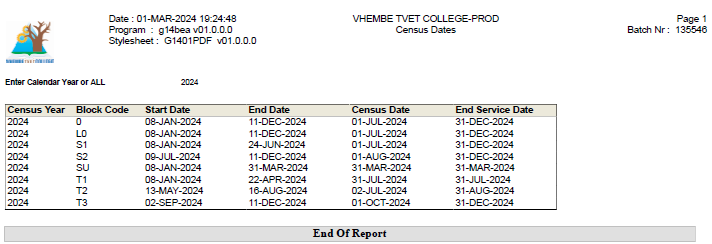 Date : 01-MAR-2024 19:24:48 VHEMBE TVET COLLEGE-PROD Page 1
Program : g14bea v01.0.0.0 Census Dates Batch Nr : 135546
Stylesheet : G1401PDF v01.0.0.0
VHEMBE TVET COLLEGE
Enter Calendar Year or ALL 2024
Census Year Block Code Start Date End Date Census Date End Service Date
2024 0 08-JAN-2024 11-DEC-2024 01-JUL-2024 31-DEC-2024
2024 L0 08-JAN-2024 11-DEC-2024 01-JUL-2024 31-DEC-2024
2024 S1 08-JAN-2024 24-JUN-2024 01-JUL-2024 31-DEC-2024
2024 S2 09-JUL-2024 11-DEC-2024 01-AUG-2024 31-DEC-2024
2024 SU 08-JAN-2024 31-MAR-2024 31-MAR-2024 31-MAR-2024
2024 T1 08-JAN-2024 22-APR-2024 31-JUL-2024 31-JUL-2024
2024 T2 13-MAY-2024 16-AUG-2024 02-JUL-2024 31-AUG-2024
2024 T3 02-SEP-2024 11-DEC-2024 01-OCT-2024 31-DEC-2024
End Of Report